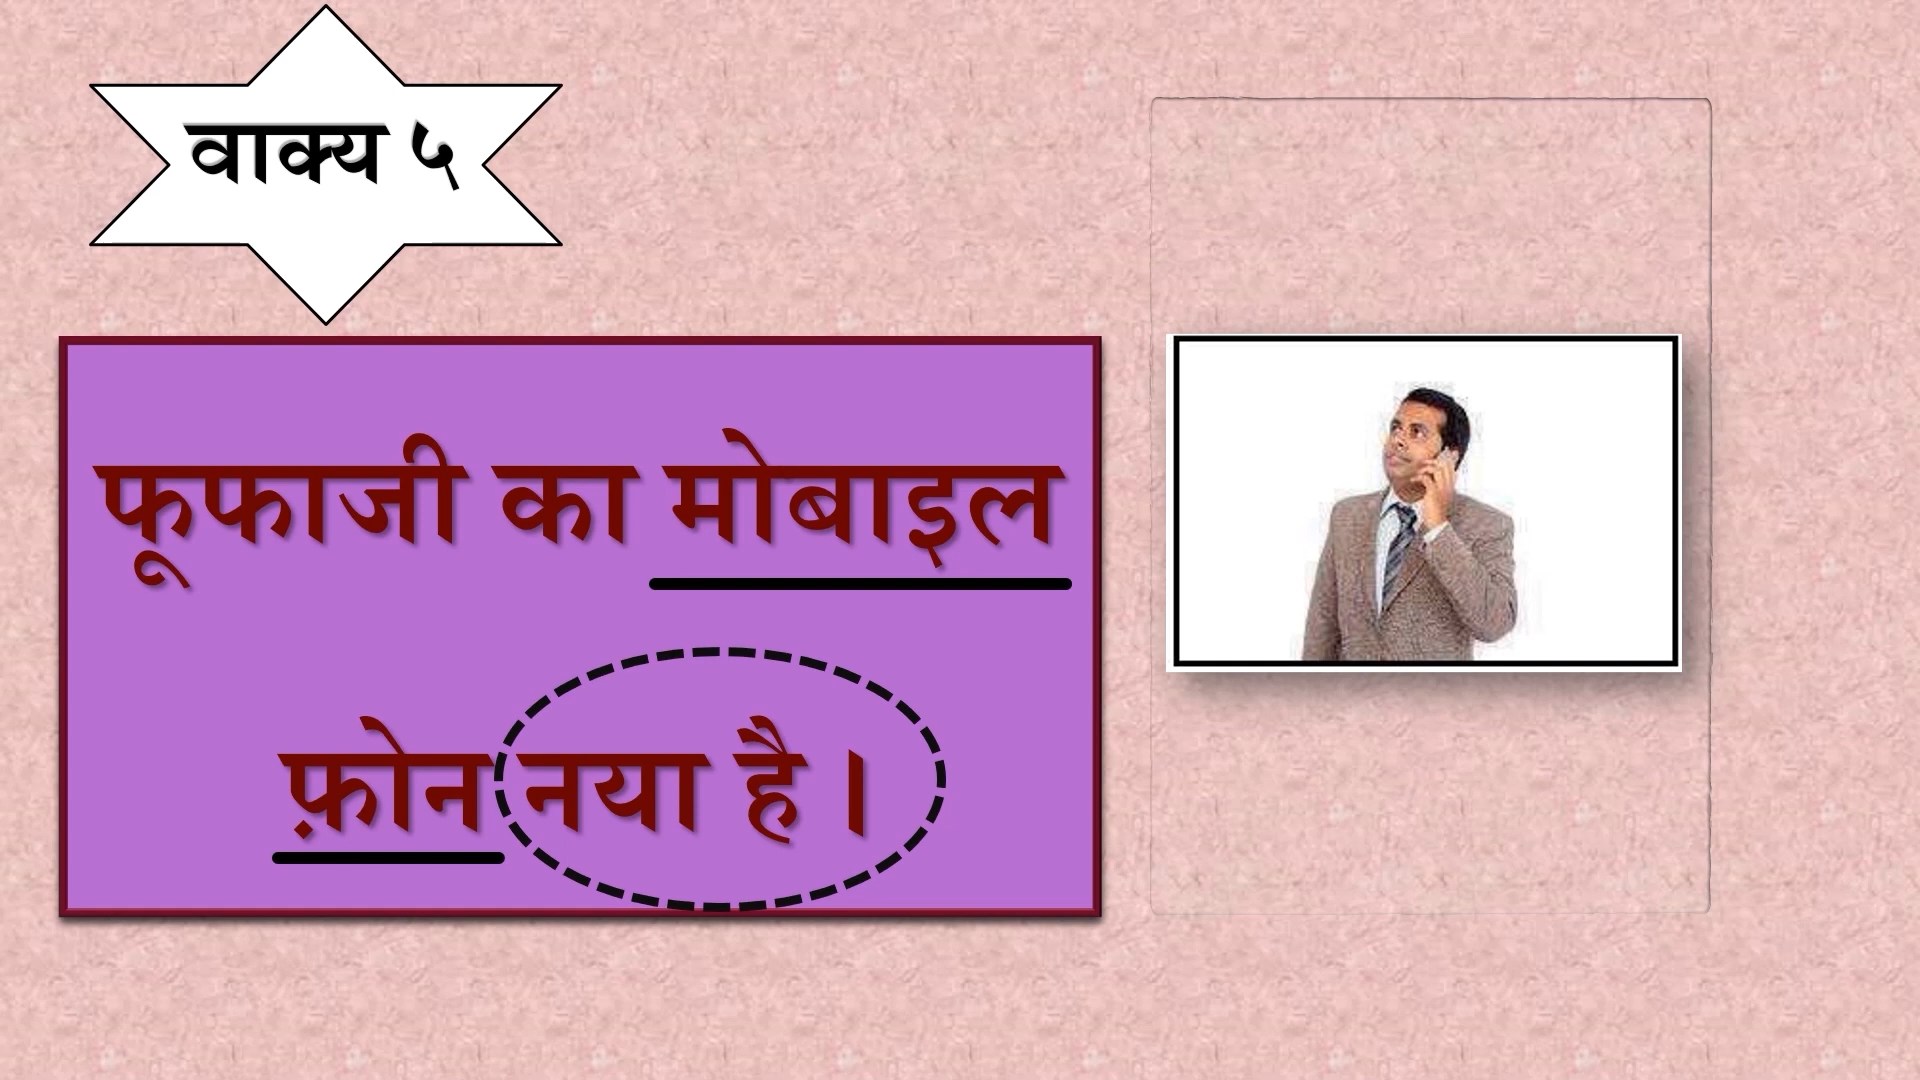 वाक्य ५
फूफाजी का मोबाइल
फ़ोन नया है ।